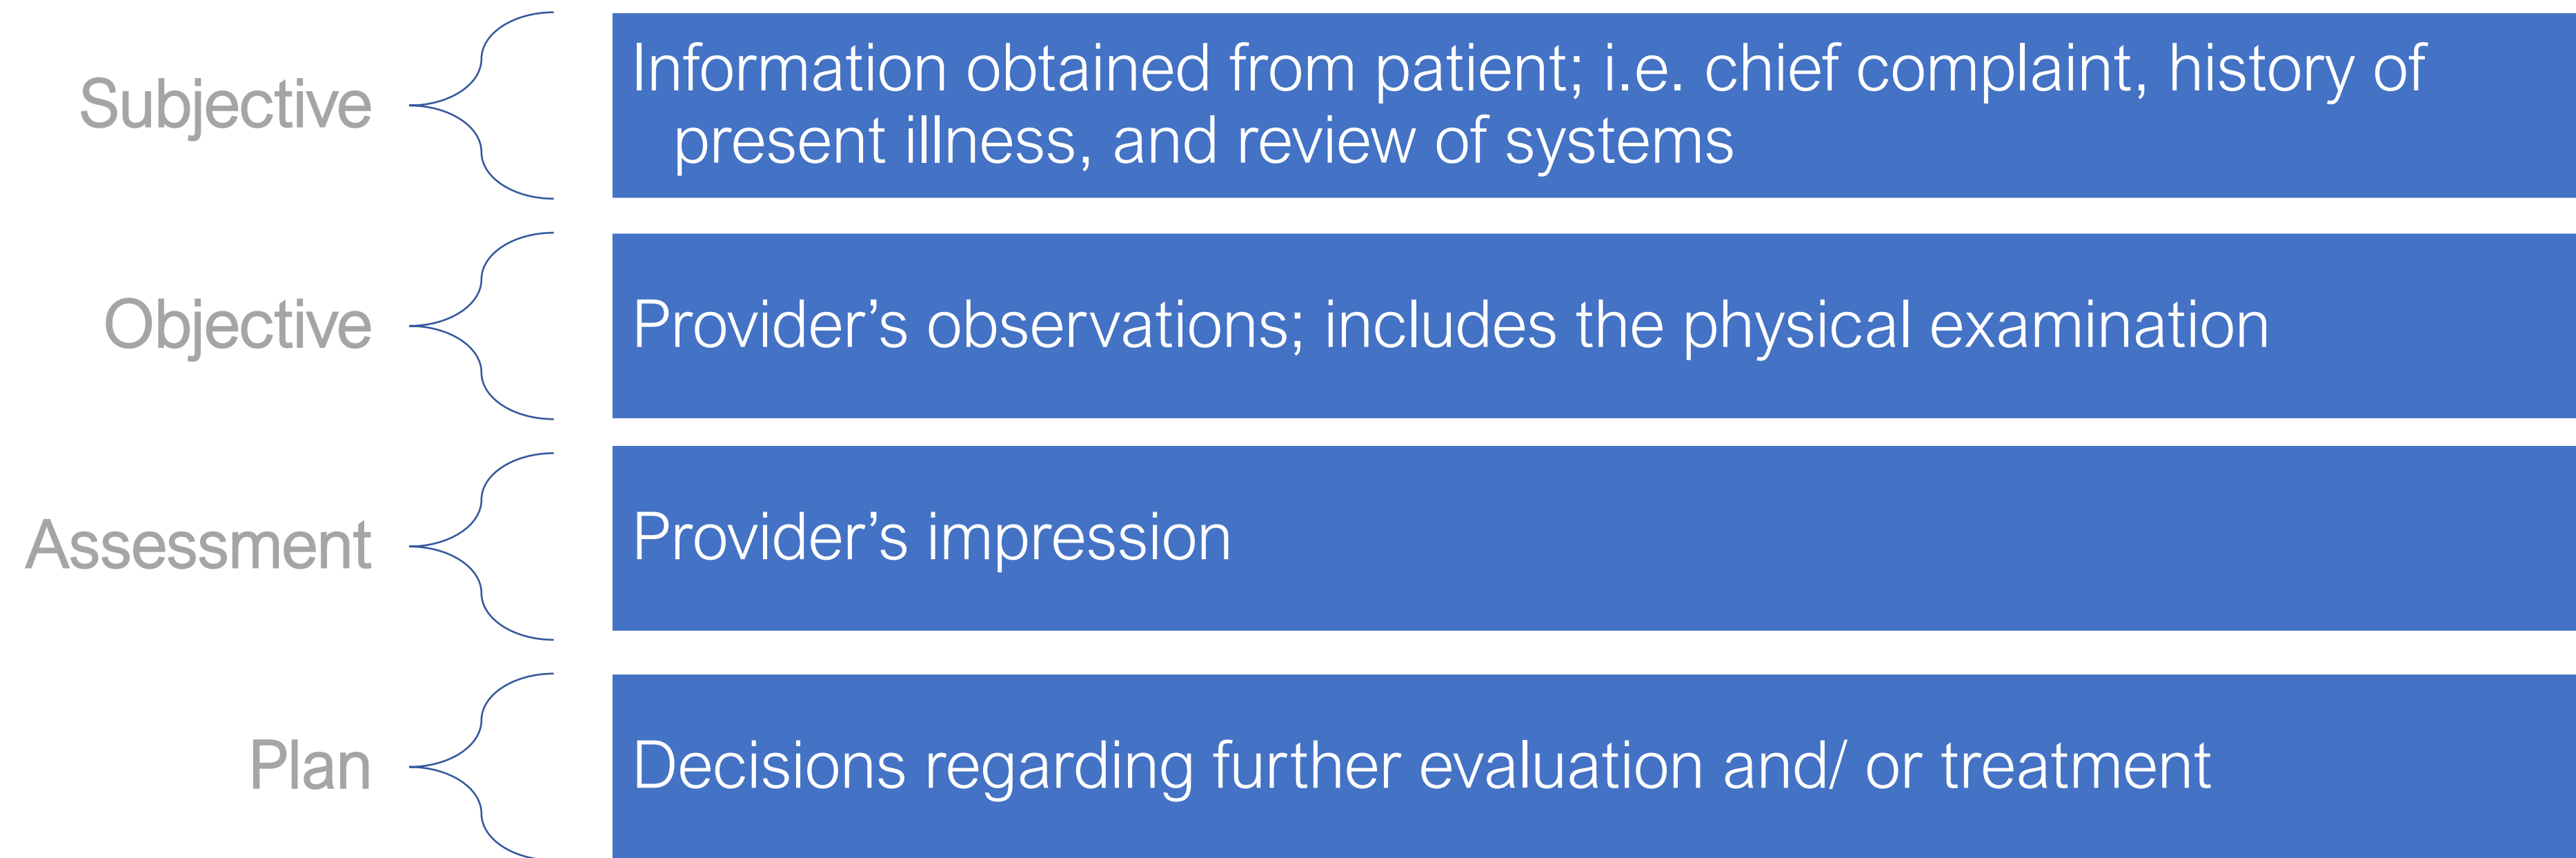 Subjective
Information obtained from patient; i.e. chief complaint, history of
present illness, and review of systems
Objective
Provider’s observations; includes the physical examination
Assessment
Provider’s impression
Plan
Decisions regarding further evaluation and/ or treatment